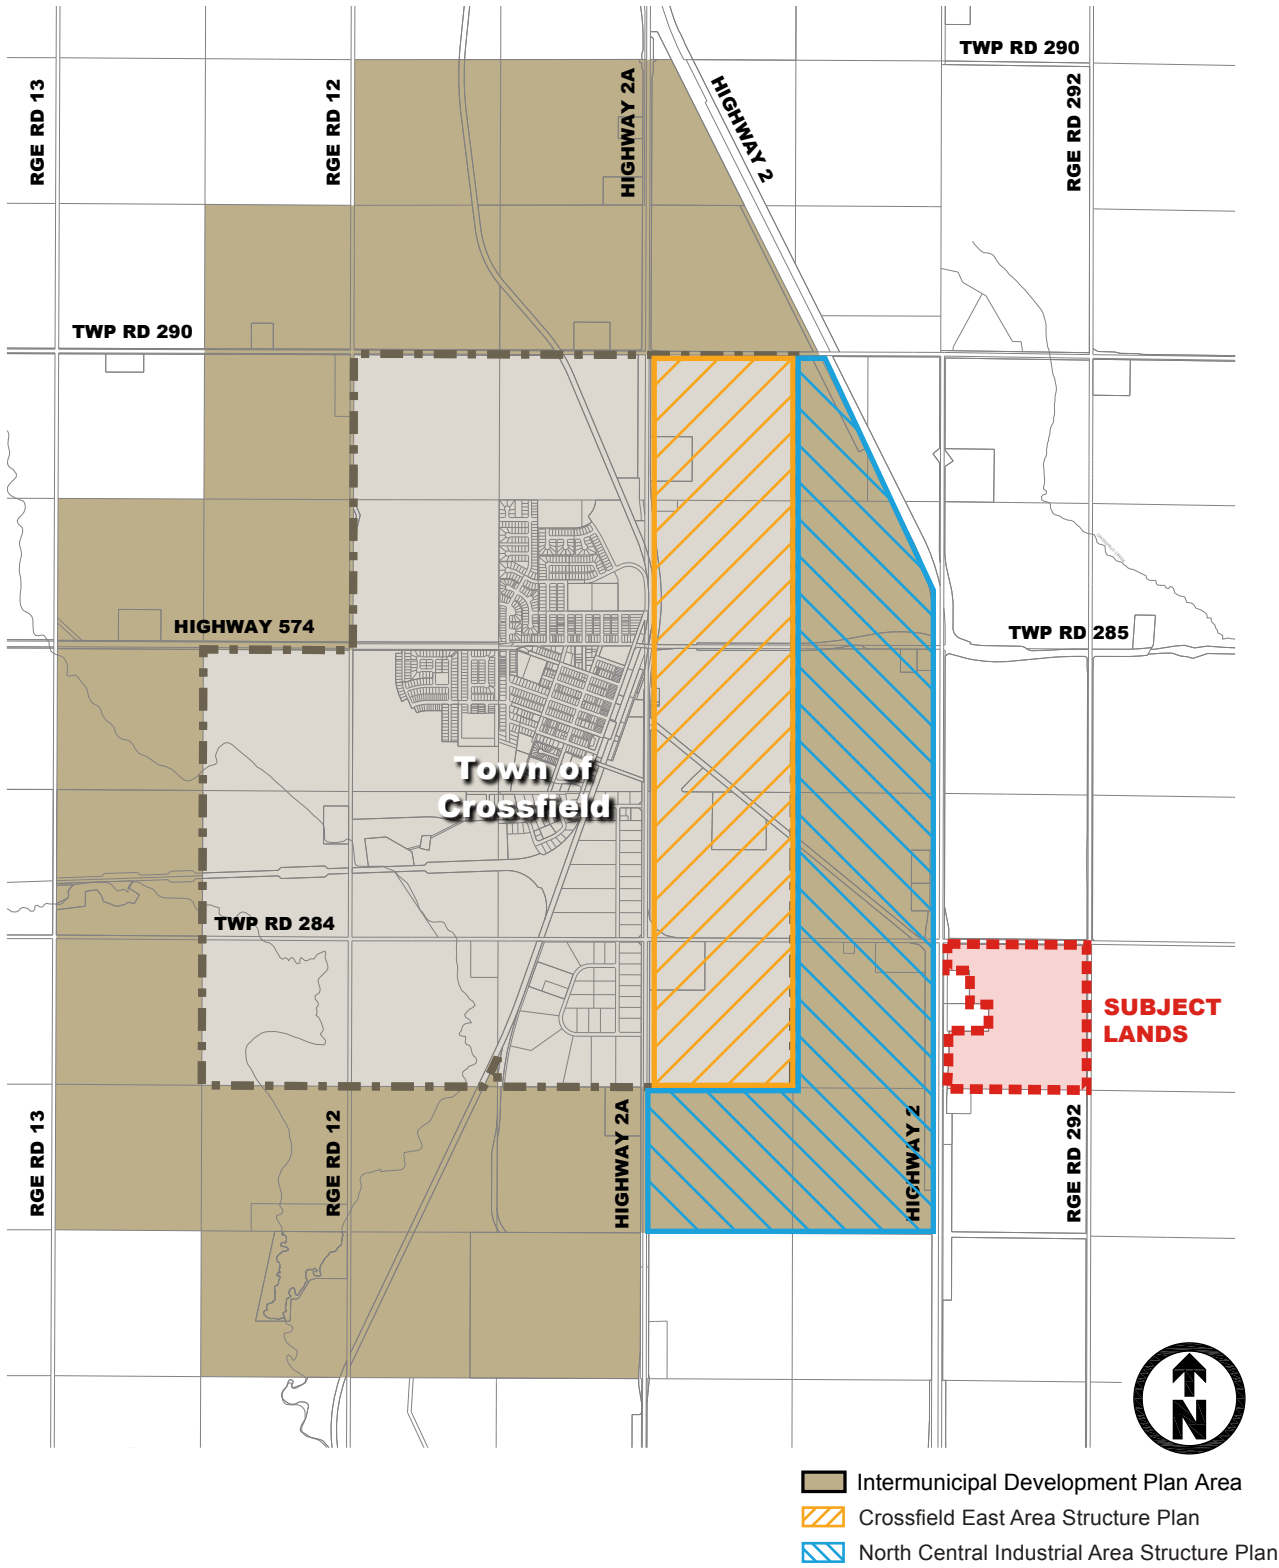 TWP RD 290
RGE RD 13
RGE RD 12
HIGHWAY 2A
HIGHWAY 2
RGE RD 292
TWP RD 290
HIGHWAY 574
TWP RD 285
Town of
Crossfield
TWP RD 284
SUBJECT
LANDS
RGE RD 13
RGE RD 12
HIGHWAY 2A
HIGHWAY 2
RGE RD 292
N
Intermunicipal Development Plan Area
Crossfield East Area Structure Plan
North Central Industrial Area Structure Plan